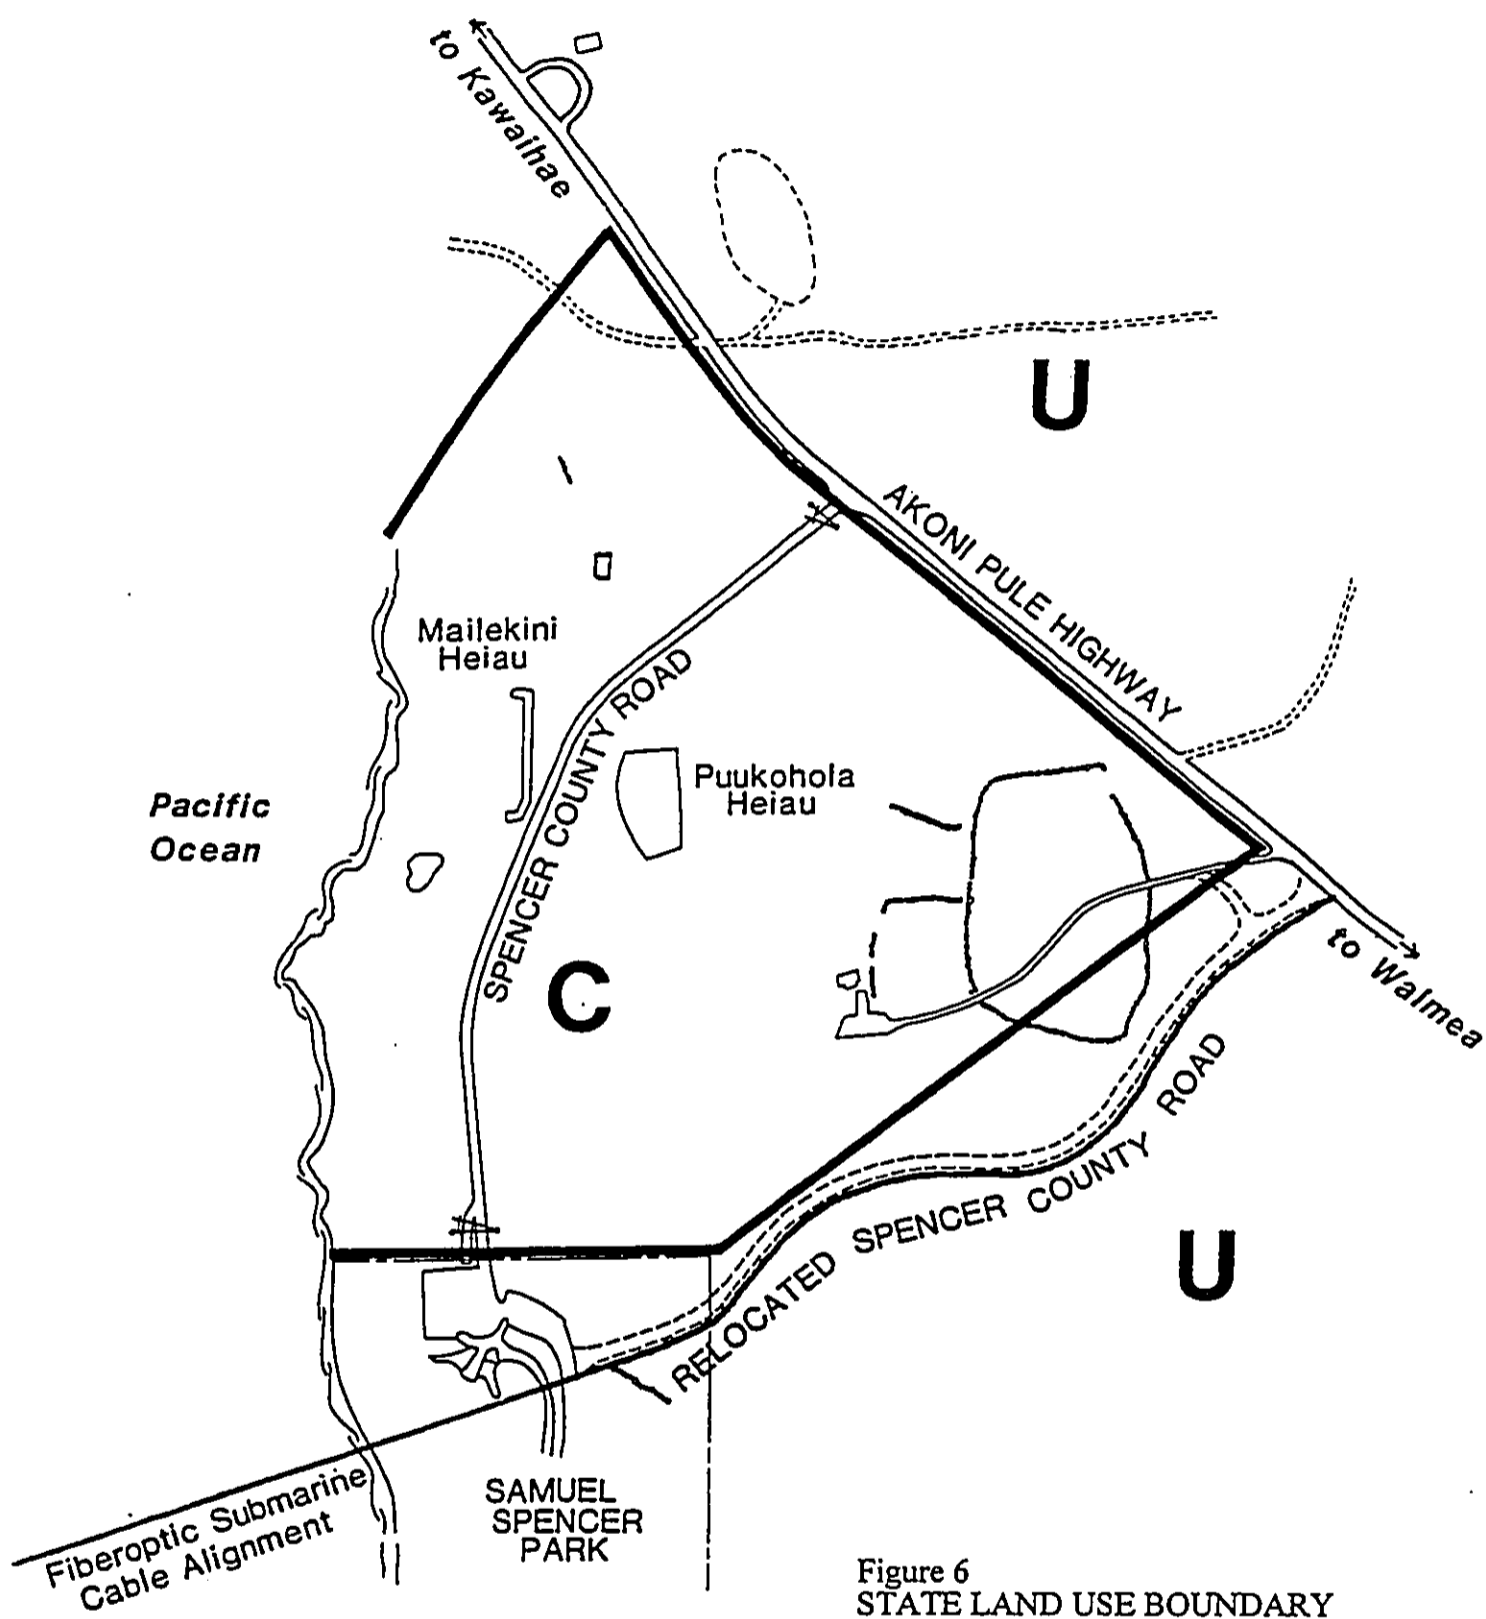 to Kawaihae
U
AKONI PULE HIGHWAY
Mailekini
Heiau
SPENCER COUNTY ROAD
Puukohola
Heiau
Pacific
Ocean
to Waimea
C
RELOCATED SPENCER COUNTY ROAD
U
Fiberoptic Submarine
Cable Alignment
SAMUEL
SPENCER
PARK
Figure 6
STATE LAND USE BOUNDARY